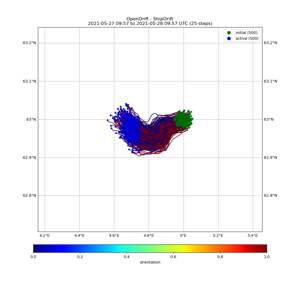 OpenDrift - ShipDrift
2021-05-27 09:57 to 2021-05-28 09:57 UTC (25 steps)
initial (500)
active (500)
63.2°N 63.2°N
63.1°N 63.1°N
63°N 63°N
62.9°N 62.9°N
62.8°N 62.8°N
4.2°E 4.4°E 4.6°E 4.8°E 5°E 5.2°E 5.4°E
0.0 0.2 0.4 0.6 0.8 1.0
orientation